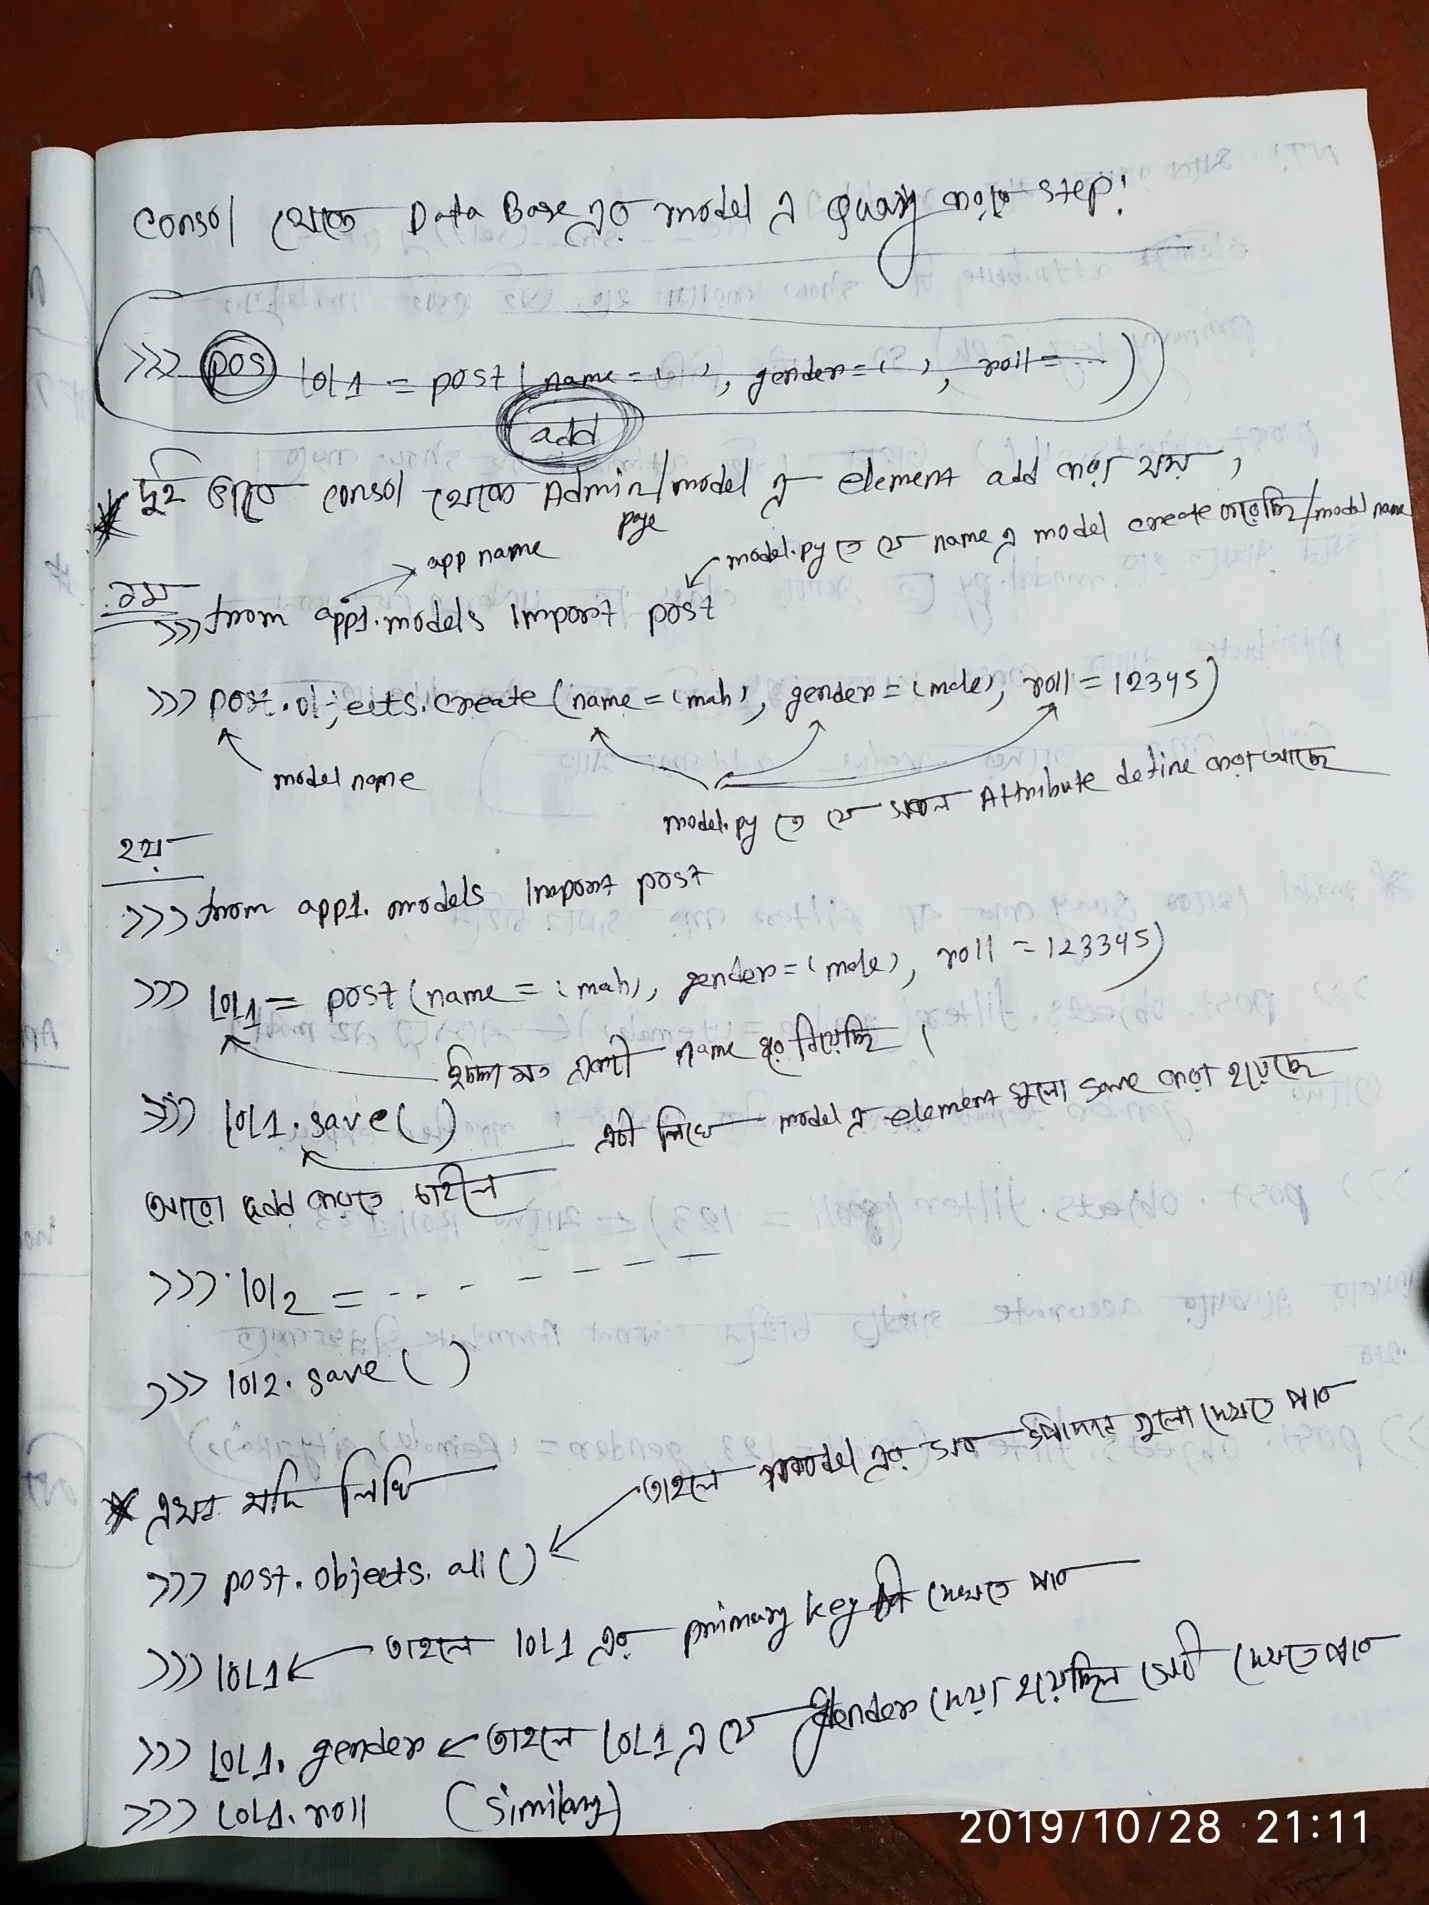 consol থেকে Data Base এর model এ quary করার step!
>>> pos lol1 = post (name = ' ', gender = ' ', roll = ...)
add
* দুই ভাবে consol থেকে Admin/model এ element add করা যায়,
page
app name
model.py তে যে name এ model create করেছি/model name
১ম
>>> from app1.models import post
>>> post.objects.create (name = 'mah', gender = 'male', roll = 12345)
model name
model.py তে যে সকল Attribute define করা আছে
২য়
>>> from app1.models import post
>>> lol1 = post (name = 'mah', gender = 'male', roll = 123345)
ইচ্ছা মত একটা name ধরে নিয়েছি।
>>> lol1.save()
এটা লিখে model এ element গুলো save করা হয়েছে
আরো add করতে চাইলে
>>> lol2 = - - - - - - - -
>>> lol2.save()
* এখন যদি লিখি
তাহলে model এর সব উপাদান গুলো দেখতে পাব
>>> post.objects.all()
>>> lol1 ← তাহলে lol1 এর primary key টি দেখতে পাব
>>> lol1.gender ← তাহলে lol1 এ যে gender দেয়া হয়েছিল সেটা দেখতে পাব
>>> lol1.roll (similary)
2019/10/28 21:11